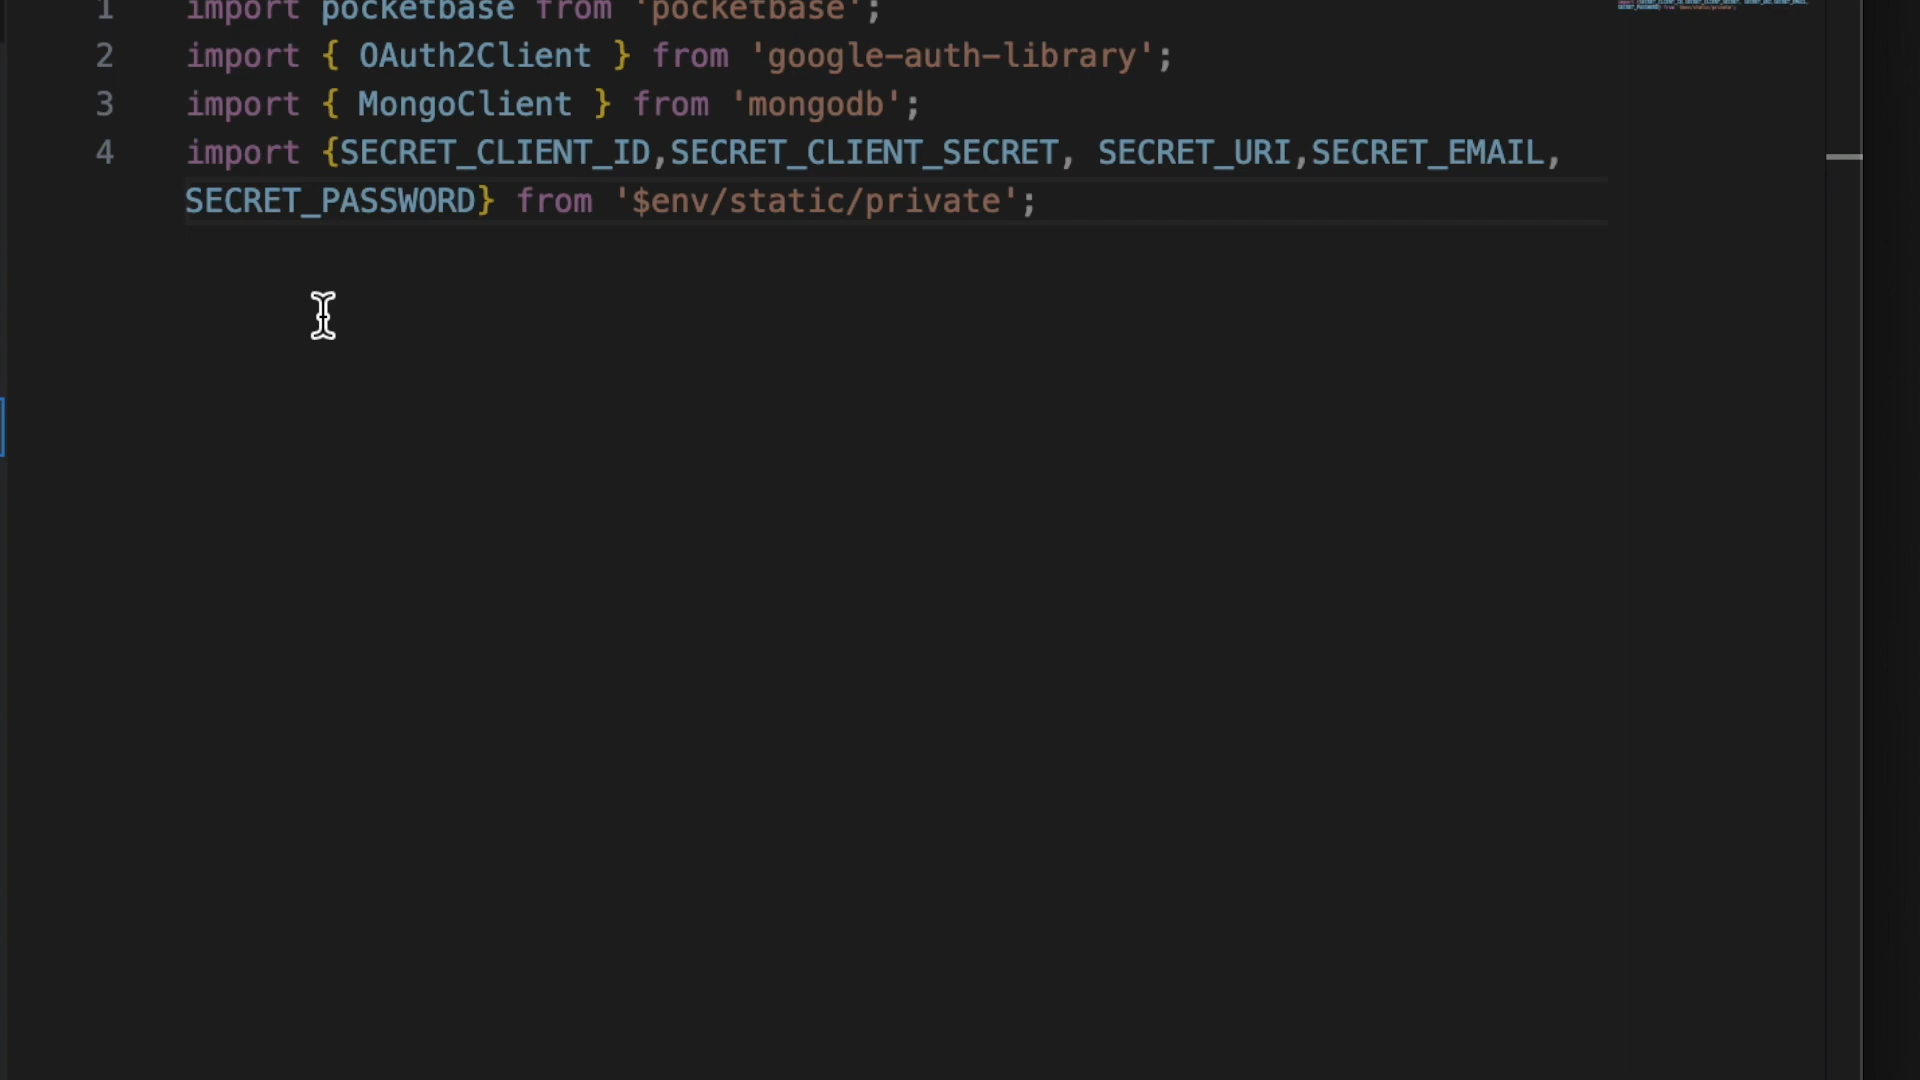 1 import pocketbase from 'pocketbase';
2 import { OAuth2Client } from 'google-auth-library';
3 import { MongoClient } from 'mongodb';
4 import {SECRET_CLIENT_ID,SECRET_CLIENT_SECRET, SECRET_URI,SECRET_EMAIL,
SECRET_PASSWORD} from '$env/static/private';